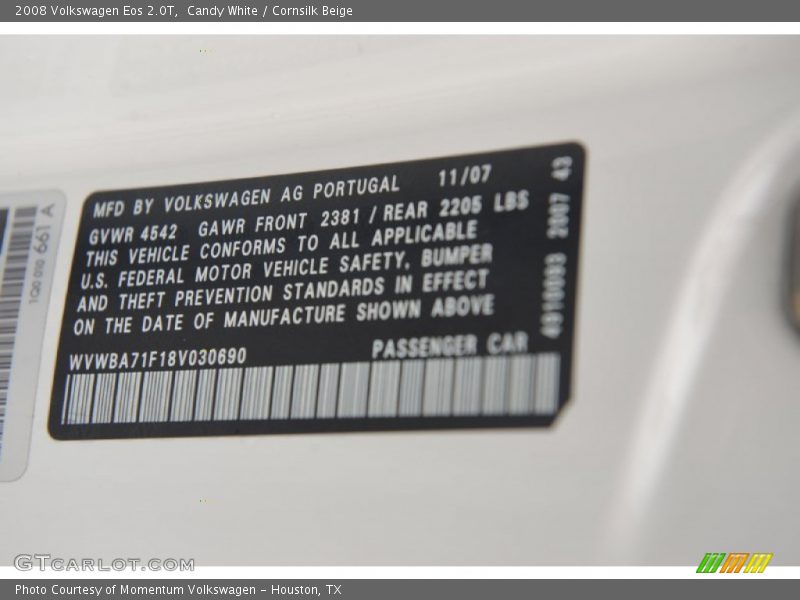 2008 Volkswagen Eos 2.0T,  Candy White / Cornsilk Beige
1Q0 010 661 A
MFD BY VOLKSWAGEN AG PORTUGAL 11/07
GVWR 4542 GAWR FRONT 2381 / REAR 2205 LBS
THIS VEHICLE CONFORMS TO ALL APPLICABLE
U.S. FEDERAL MOTOR VEHICLE SAFETY, BUMPER
AND THEFT PREVENTION STANDARDS IN EFFECT
ON THE DATE OF MANUFACTURE SHOWN ABOVE
WVWBA71F18V030690 PASSENGER CAR
2007 43
GTCARLOT.COM
Photo Courtesy of Momentum Volkswagen - Houston, TX